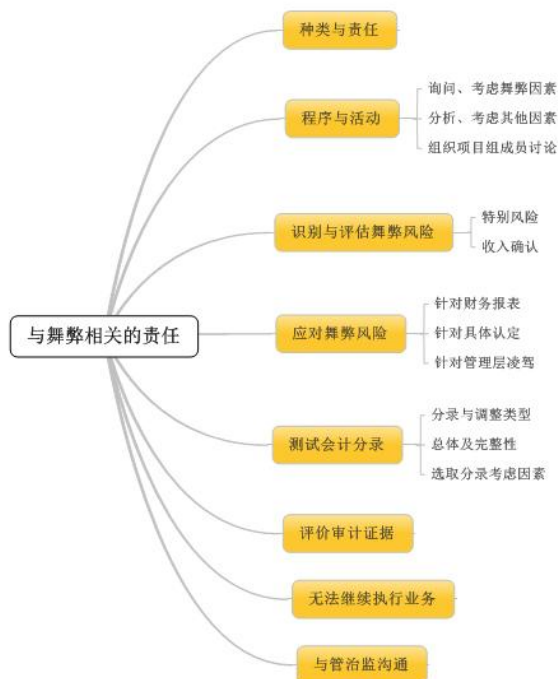 种类与责任
程序与活动
询问、考虑舞弊因素
分析、考虑其他因素
组织项目组成员讨论
识别与评估舞弊风险
特别风险
收入确认
与舞弊相关的责任
应对舞弊风险
针对财务报表
针对具体认定
针对管理层凌驾
测试会计分录
分录与调整类型
总体及完整性
选取分录考虑因素
评价审计证据
无法继续执行业务
与管治监沟通